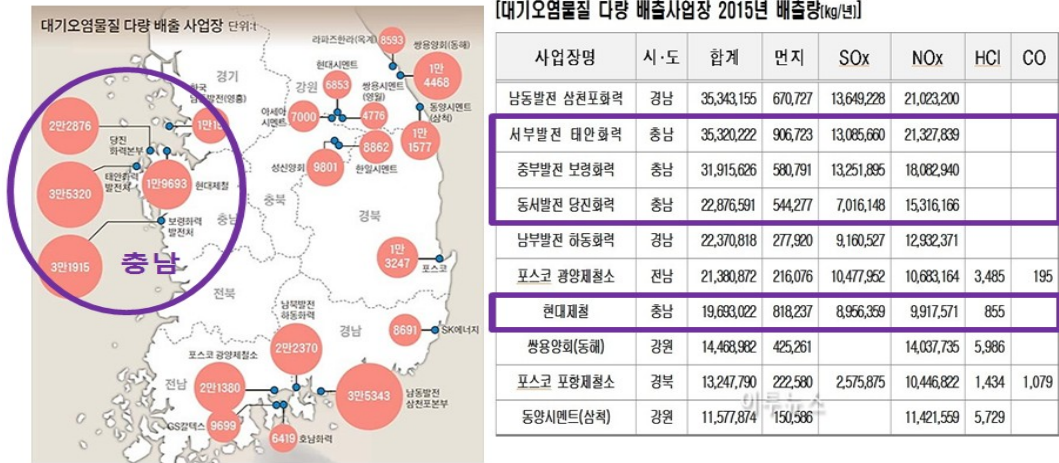 대기오염물질 다량 배출 사업장 단위:t
라파즈한라(옥계)
8593
쌍용양회(동해)
1만
4468
현대시멘트
6853
쌍용시멘트
(영월)
4776
동양시멘트
(삼척)
1만
1577
경기
강원
아세아
시멘트
7000
한국
남동발전(영흥)
2만2876
당진
화력본부
8862
한일시멘트
성신양회
9801
3만5320
태안화력
발전처
1만9693
현대제철
충북
충남
경북
보령화력
발전처
3만1915
충남
1만
3247
포스코
전북
남부발전
하동화력
경남
8691
SK에너지
2만2370
포스코 광양제철소
전남
2만1380
3만5343
남동발전
삼천포본부
GS칼텍스
9699
6419
호남화력
[대기오염물질 다량 배출사업장 2015년 배출량(kg/년)]
사업장명 시·도 합계 먼지 SOx NOx HCl CO
남동발전 삼천포화력 경남 35,343,155 670,727 13,649,228 21,023,200
서부발전 태안화력 충남 35,320,222 906,723 13,085,660 21,327,839
중부발전 보령화력 충남 31,915,626 580,791 13,251,895 18,082,940
동서발전 당진화력 충남 22,876,591 544,277 7,016,148 15,316,166
남부발전 하동화력 경남 22,370,818 277,920 9,160,527 12,932,371
포스코 광양제철소 전남 21,380,872 216,076 10,477,952 10,683,164 3,485 195
현대제철 충남 19,693,022 818,237 8,956,359 9,917,571 855
쌍용양회(동해) 강원 14,468,982 425,261 14,037,735 5,986
포스코 포항제철소 경북 13,247,790 222,580 2,575,875 10,446,822 1,434 1,079
동양시멘트(삼척) 강원 11,577,874 150,586 11,421,559 5,729